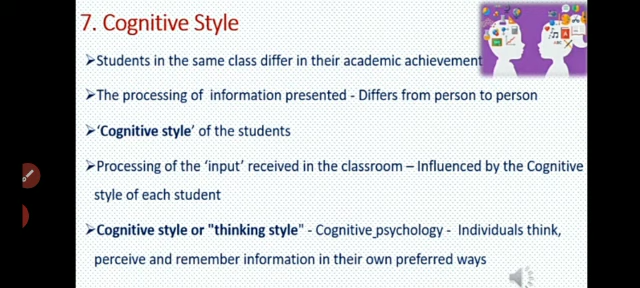 7. Cognitive Style
➢Students in the same class differ in their academic achievement
➢The processing of information presented - Differs from person to person
➢'Cognitive style' of the students
➢Processing of the 'input' received in the classroom – Influenced by the Cognitive
style of each student
➢Cognitive style or "thinking style" - Cognitive psychology - Individuals think,
perceive and remember information in their own preferred ways